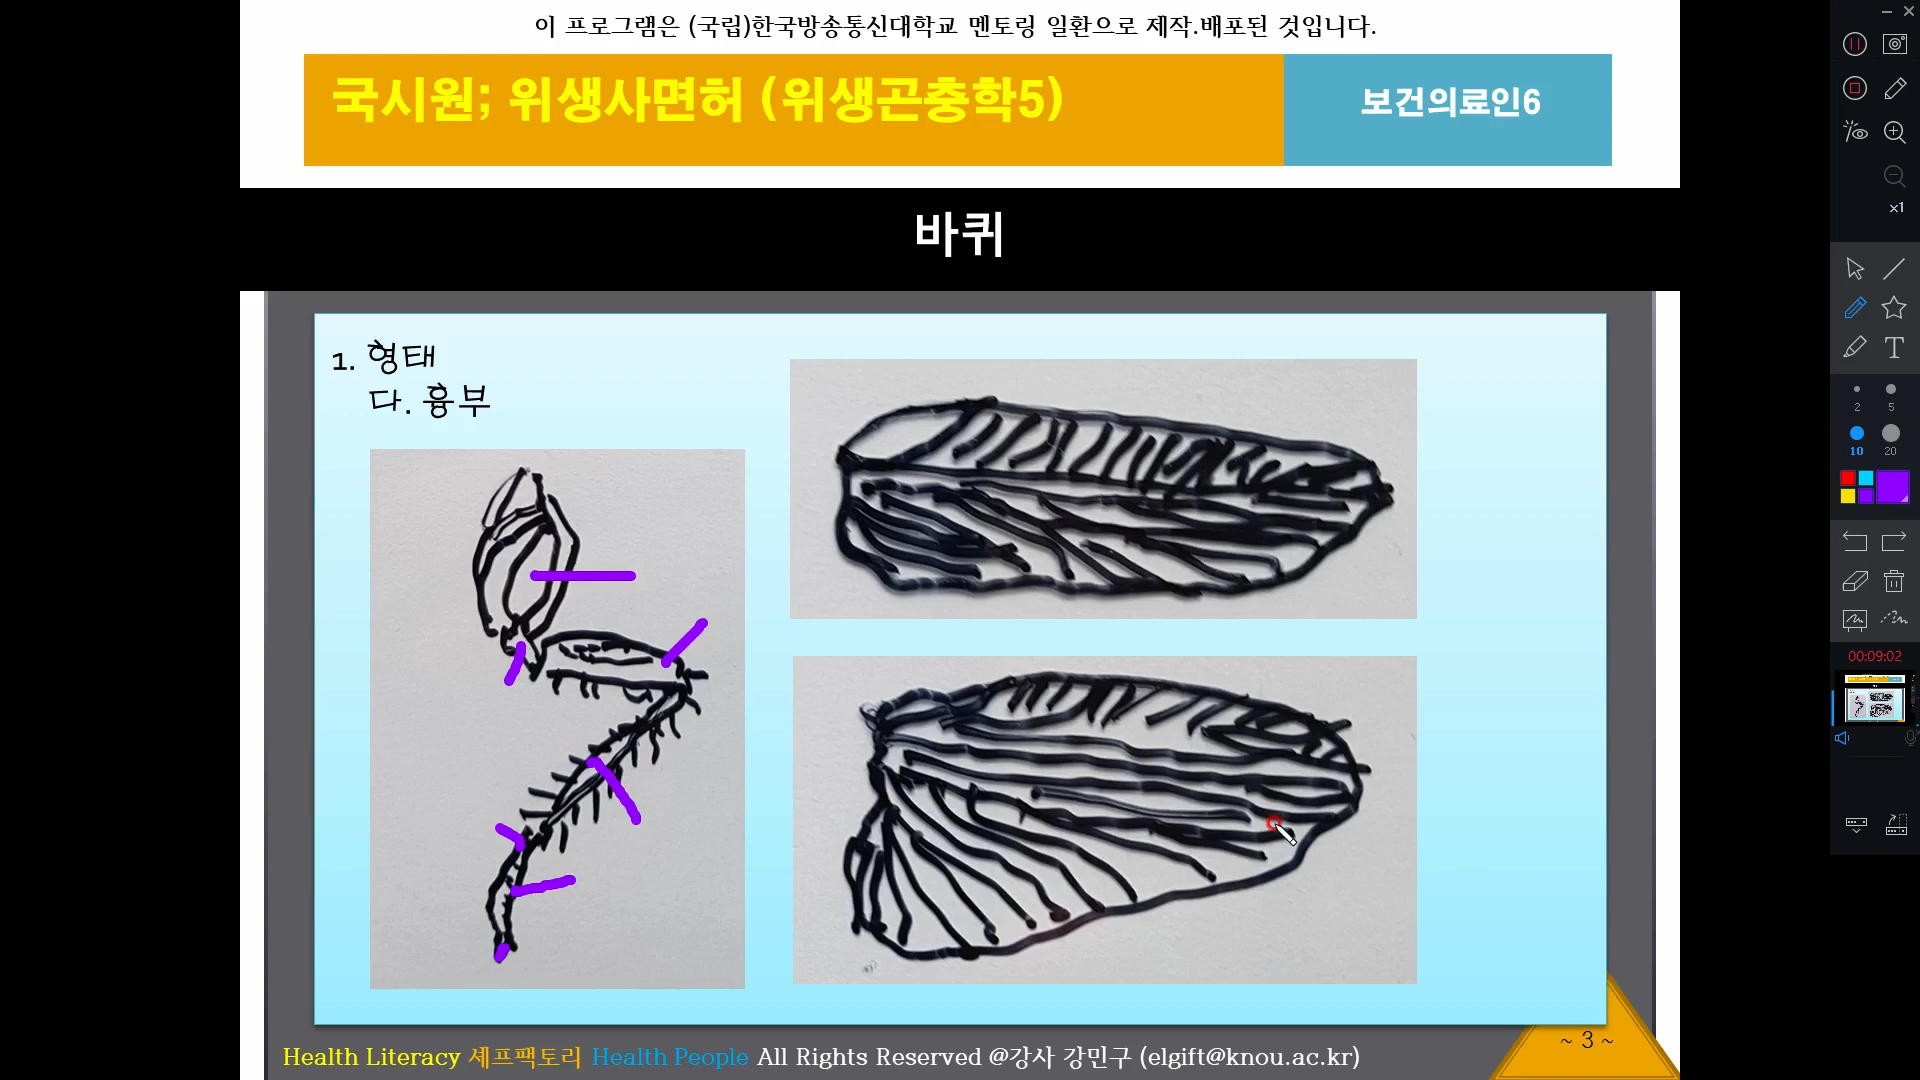 이 프로그램은 (국립)한국방송통신대학교 멘토링 일환으로 제작.배포된 것입니다.
국시원; 위생사면허 (위생곤충학5)
보건의료인6
바퀴
1. 형태
다. 흉부
x1
T
2 5
10 20
00:09:02
~ 3 ~
Health Literacy 셰프팩토리 Health People All Rights Reserved @강사 강민구 (elgift@knou.ac.kr)